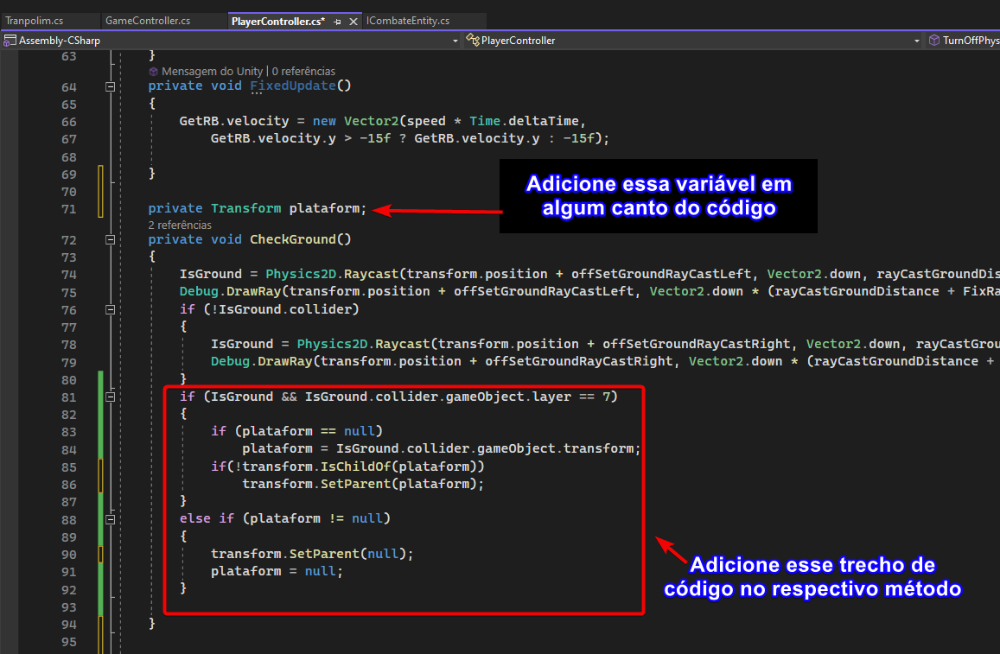 Tranpolim.cs GameController.cs PlayerController.cs* ICombateEntity.cs
Assembly-CSharp PlayerController TurnOffPhys
63 }
Mensagem do Unity | 0 referências
64 private void FixedUpdate()
65 {
66 GetRB.velocity = new Vector2(speed * Time.deltaTime,
67 GetRB.velocity.y > -15f ? GetRB.velocity.y : -15f);
68
69 }
70
Adicione essa variável em
algum canto do código
71 private Transform plataform;
2 referências
72 private void CheckGround()
73 {
74 IsGround = Physics2D.Raycast(transform.position + offSetGroundRayCastLeft, Vector2.down, rayCastGroundDis
75 Debug.DrawRay(transform.position + offSetGroundRayCastLeft, Vector2.down * (rayCastGroundDistance + FixRa
76 if (!IsGround.collider)
77 {
78 IsGround = Physics2D.Raycast(transform.position + offSetGroundRayCastRight, Vector2.down, rayCastGrou
79 Debug.DrawRay(transform.position + offSetGroundRayCastRight, Vector2.down * (rayCastGroundDistance +
80 }
81 if (IsGround && IsGround.collider.gameObject.layer == 7)
82 {
83 if (plataform == null)
84 plataform = IsGround.collider.gameObject.transform;
85 if(!transform.IsChildOf(plataform))
86 transform.SetParent(plataform);
87 }
88 else if (plataform != null)
89 {
90 transform.SetParent(null);
91 plataform = null;
92 }
93
94 }
95
Adicione esse trecho de
código no respectivo método